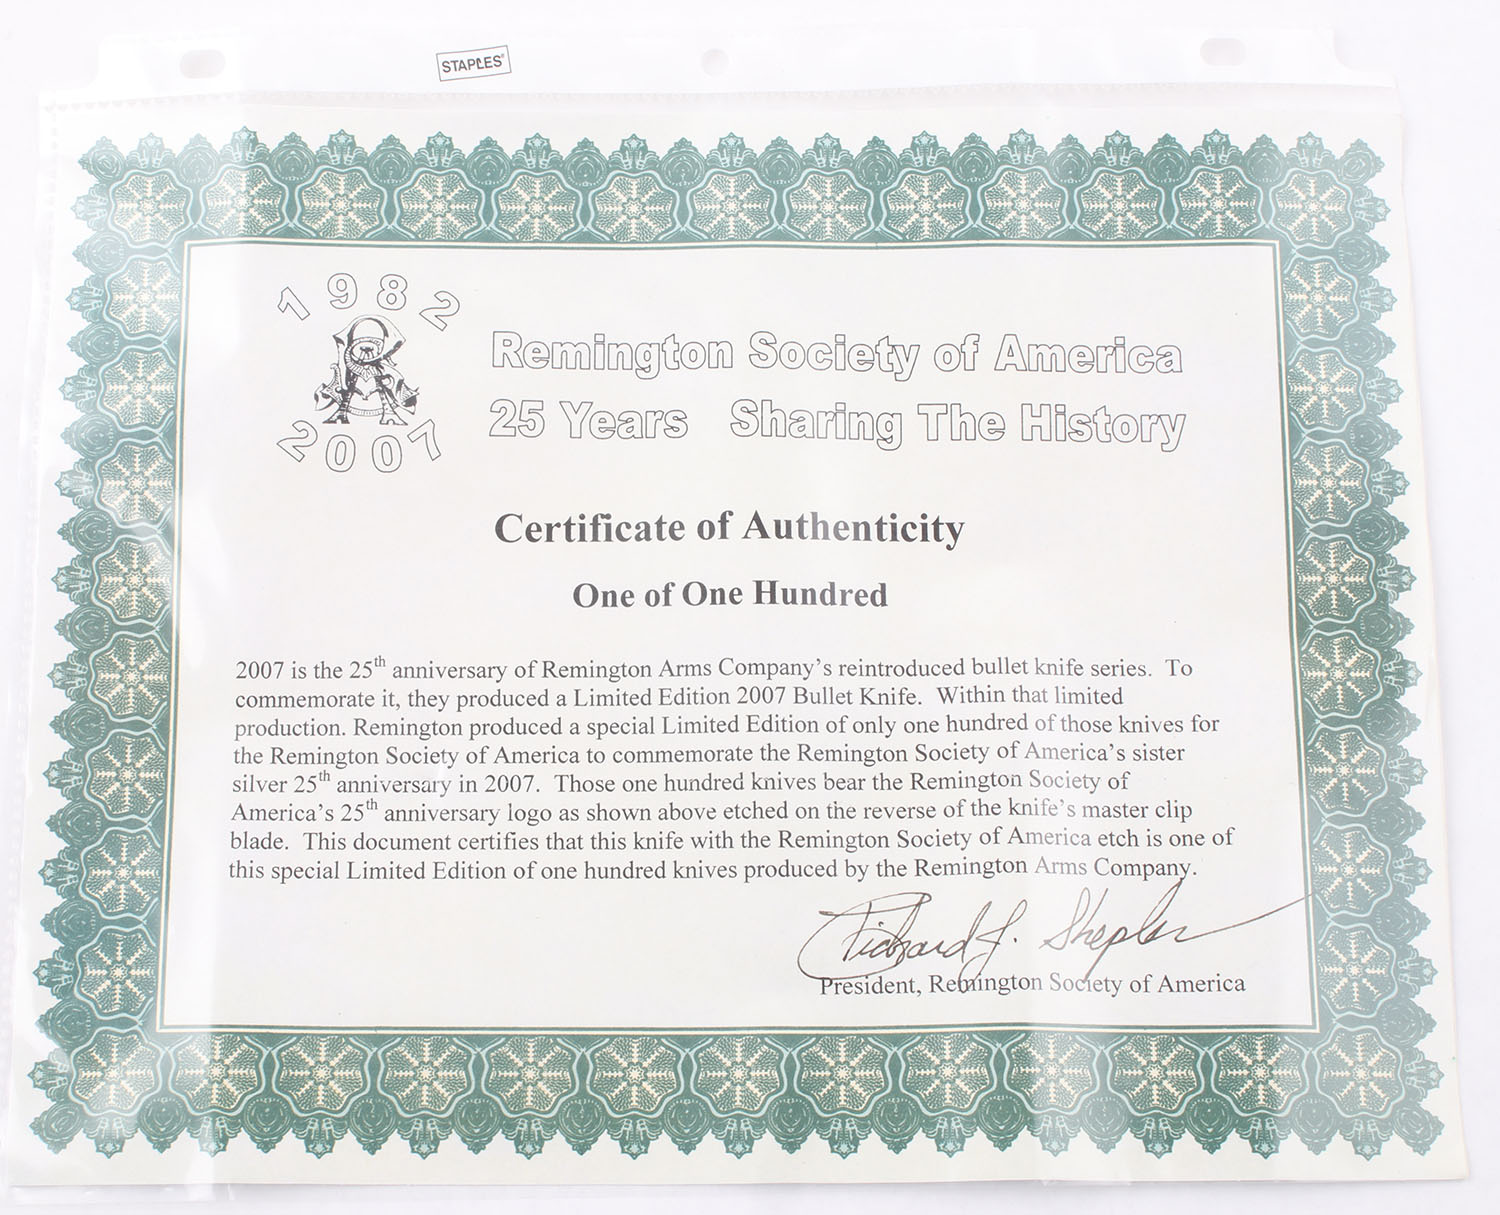 STAPLES®
1982
Remington Society of America
25 Years Sharing The History
2007
Certificate of Authenticity
One of One Hundred
2007 is the 25th anniversary of Remington Arms Company's reintroduced bullet knife series. To
commemorate it, they produced a Limited Edition 2007 Bullet Knife. Within that limited
production. Remington produced a special Limited Edition of only one hundred of those knives for
the Remington Society of America to commemorate the Remington Society of America's sister
silver 25th anniversary in 2007. Those one hundred knives bear the Remington Society of
America's 25th anniversary logo as shown above etched on the reverse of the knife's master clip
blade. This document certifies that this knife with the Remington Society of America etch is one of
this special Limited Edition of one hundred knives produced by the Remington Arms Company.
Richard J. Shepler
President, Remington Society of America